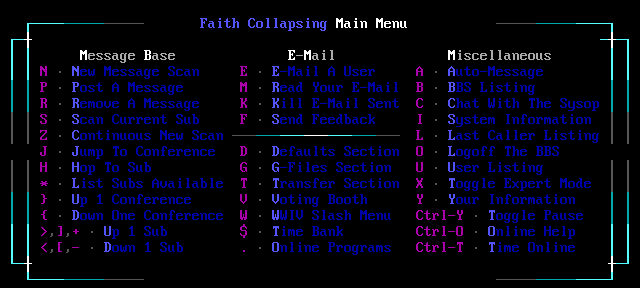 Faith Collapsing Main Menu
Message Base E-Mail Miscellaneous
N · New Message Scan E · E-Mail A User A · Auto-Message
P · Post A Message M · Read Your E-Mail B · BBS Listing
R · Remove A Message K · Kill E-Mail Sent C · Chat With The Sysop
S · Scan Current Sub F · Send Feedback I · System Information
Z · Continuous New Scan L · Last Caller Listing
J · Jump To Conference D · Defaults Section O · Logoff The BBS
H · Hop To Sub G · G-Files Section U · User Listing
* · List Subs Available T · Transfer Section X · Toggle Expert Mode
} · Up 1 Conference V · Voting Booth Y · Your Information
{ · Down One Conference W · WWIV Slash Menu Ctrl-Y · Toggle Pause
>,],+ · Up 1 Sub $ · Time Bank Ctrl-O · Online Help
<,[,- · Down 1 Sub . · Online Programs Ctrl-T · Time Online